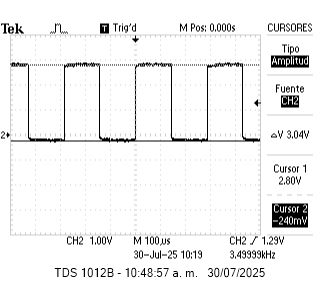 Tek Trig'd M Pos: 0.000s CURSORES
Tipo
Amplitud
Fuente
CH2
ΔV 3.04V
2
Cursor 1
2.80V
Cursor 2
-240mV
CH2 1.00V M 100µs CH2 1.29V
30-Jul-25 10:19 3.49999kHz
TDS 1012B - 10:48:57 a. m. 30/07/2025